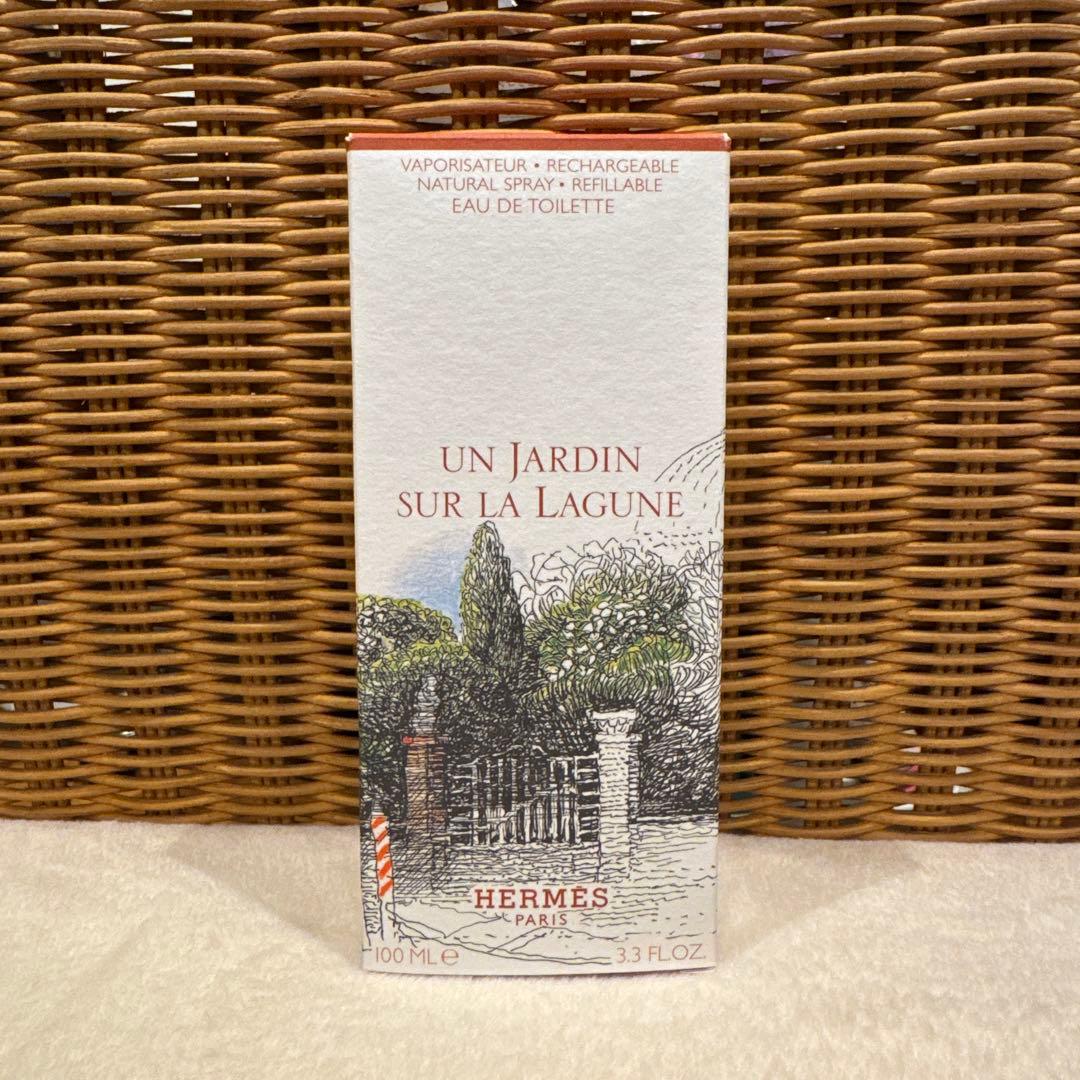 VAPORISATEUR • RECHARGEABLE
NATURAL SPRAY • REFILLABLE
EAU DE TOILETTE
UN JARDIN
SUR LA LAGUNE
HERMÈS
PARIS
100 ML e
3.3 FL.OZ.